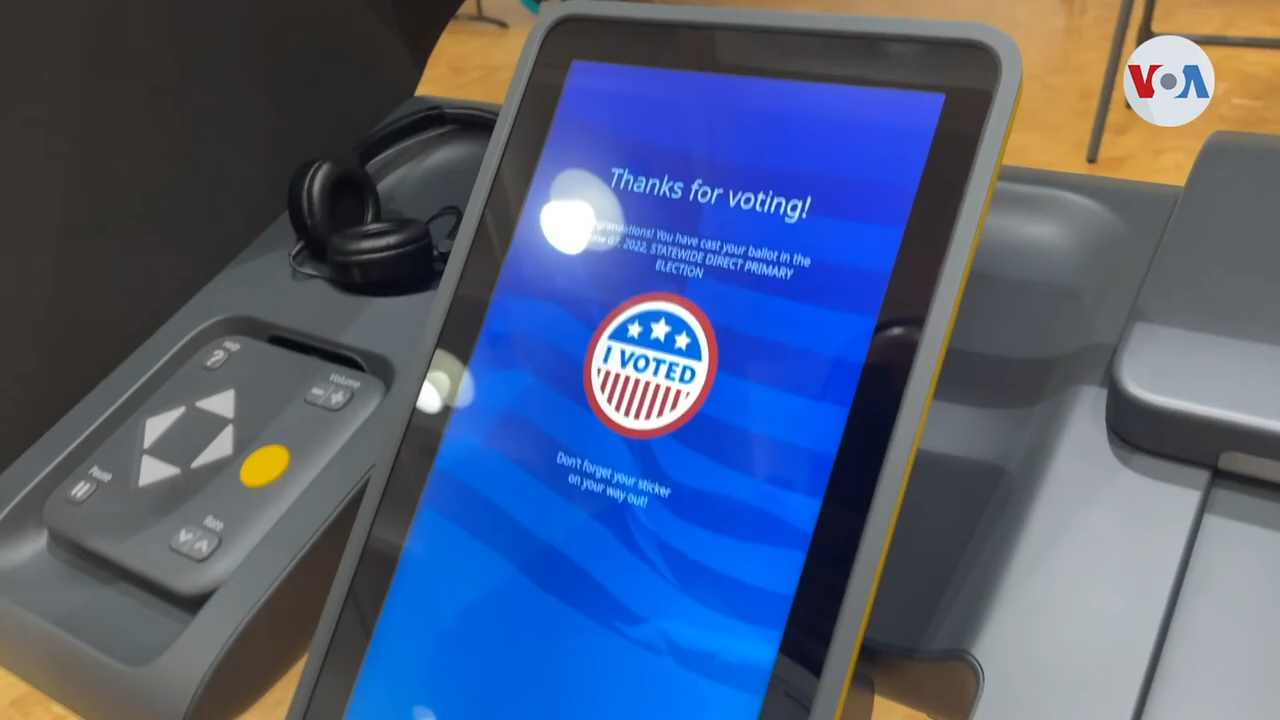 VOA
Thanks for voting!
You have cast your ballot in the
07, 2022, STATEWIDE DIRECT PRIMARY
ELECTION
I VOTED
Don't forget your sticker
on your way out!
Help
?
Volume
Pause
Rate